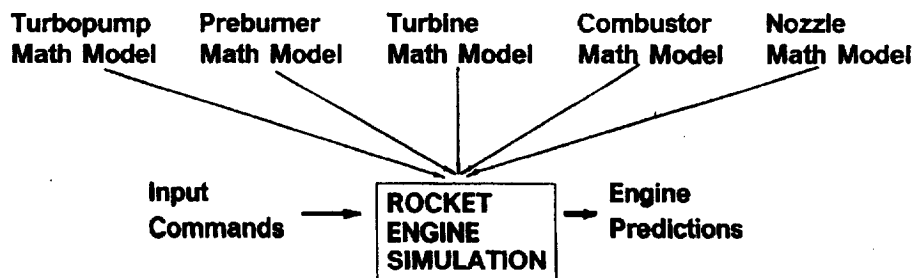 Turbopump Math Model
Preburner Math Model
Turbine Math Model
Combustor Math Model
Nozzle Math Model
Input Commands
ROCKET
ENGINE
SIMULATION
Engine Predictions